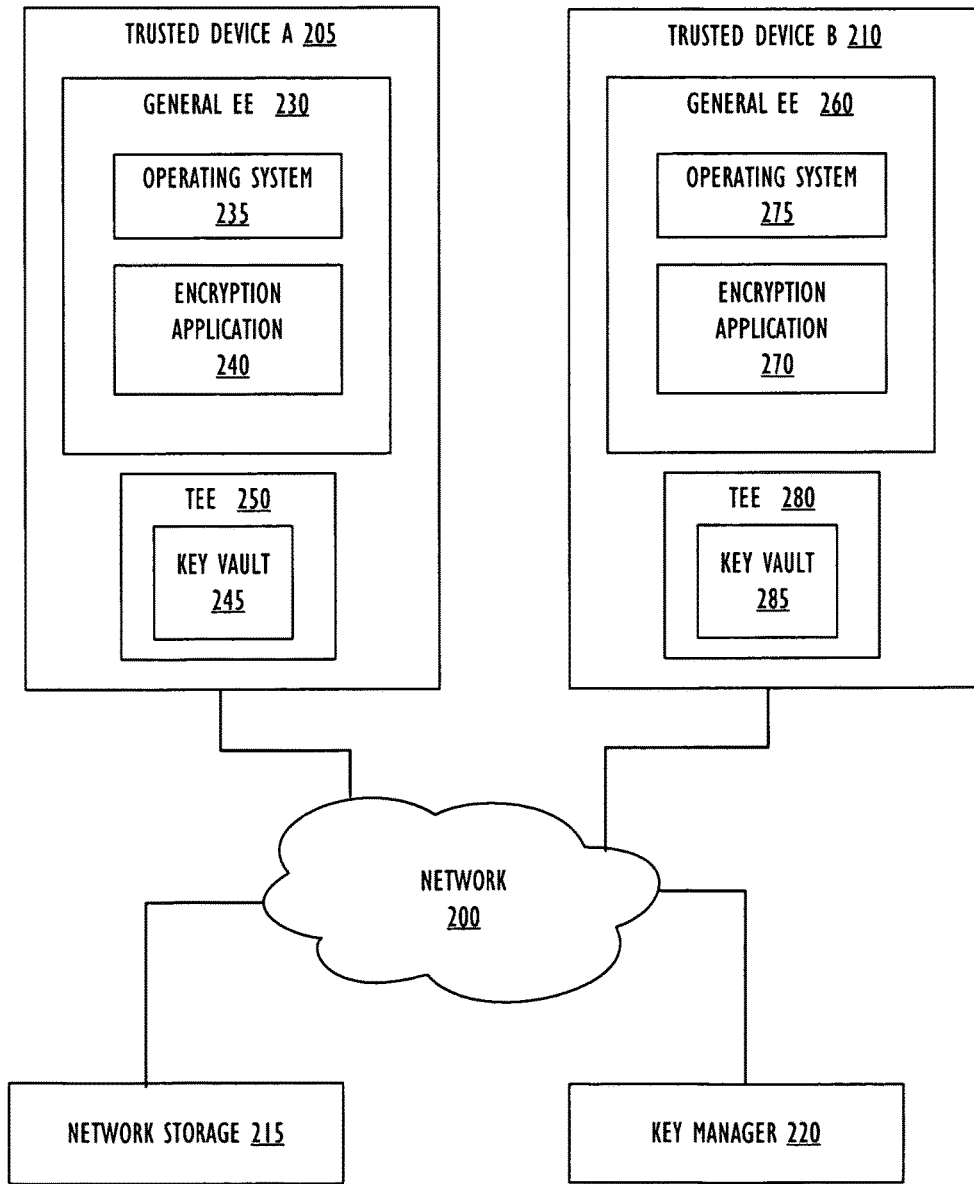 TRUSTED DEVICE A 205
GENERAL EE 230
OPERATING SYSTEM
235
ENCRYPTION
APPLICATION
240
TEE 250
KEY VAULT
245
TRUSTED DEVICE B 210
GENERAL EE 260
OPERATING SYSTEM
275
ENCRYPTION
APPLICATION
270
TEE 280
KEY VAULT
285
NETWORK
200
NETWORK STORAGE 215
KEY MANAGER 220